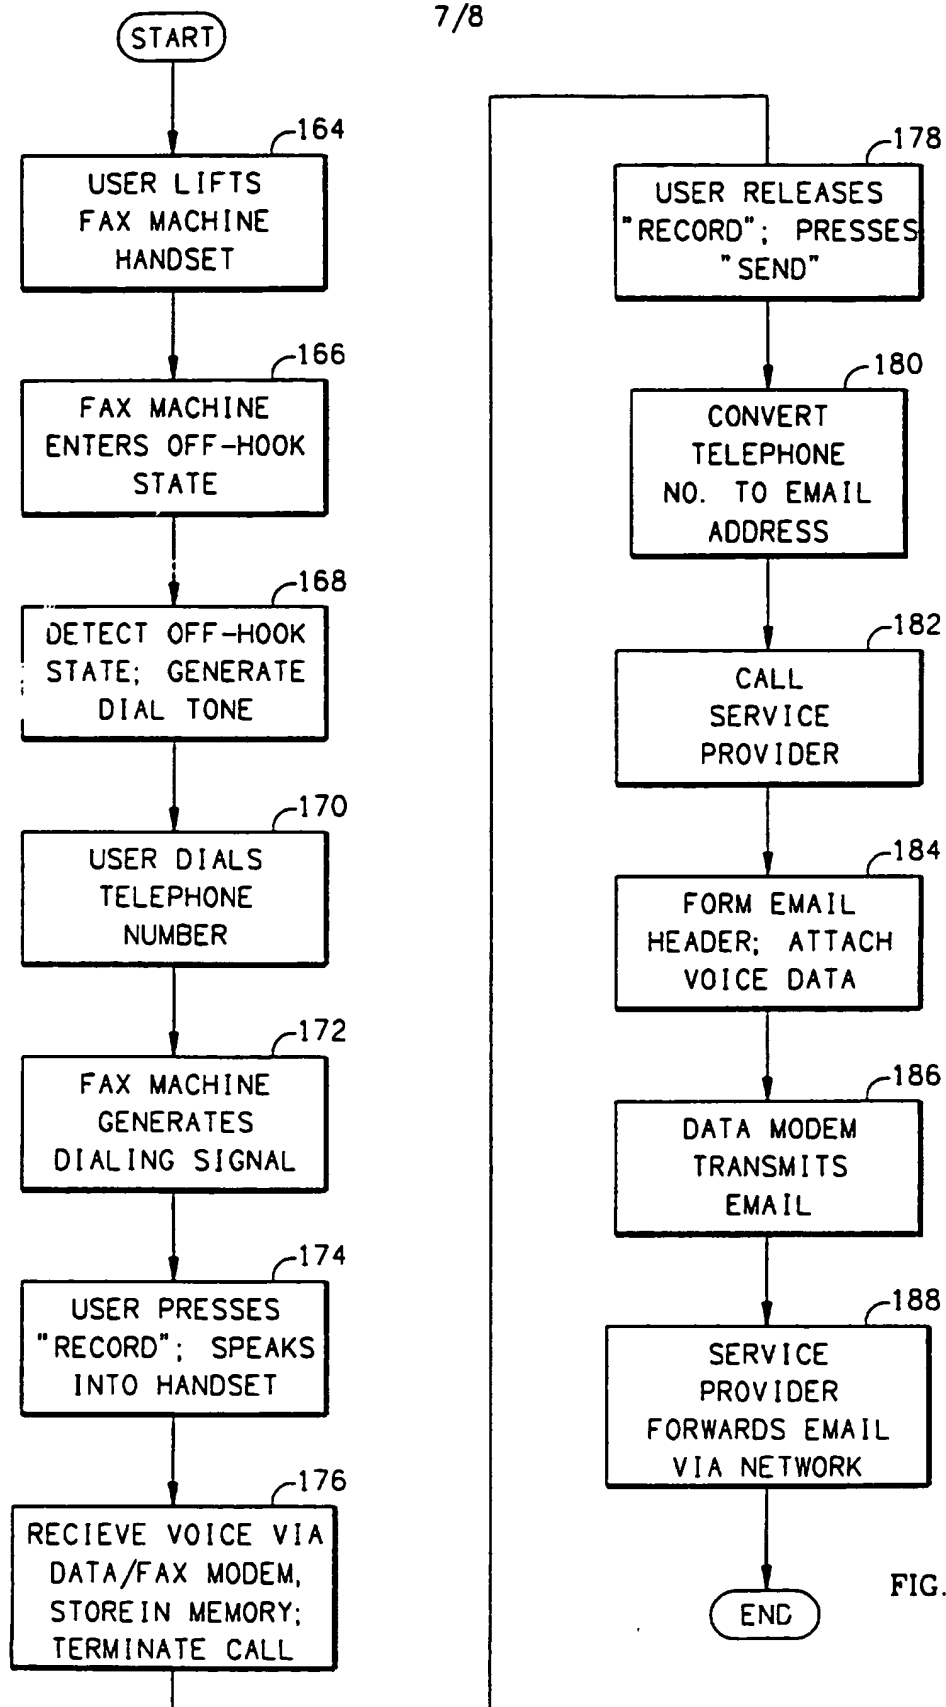 7/8
START
164
USER LIFTS
FAX MACHINE
HANDSET
166
FAX MACHINE
ENTERS OFF-HOOK
STATE
168
DETECT OFF-HOOK
STATE; GENERATE
DIAL TONE
170
USER DIALS
TELEPHONE
NUMBER
172
FAX MACHINE
GENERATES
DIALING SIGNAL
174
USER PRESSES
"RECORD"; SPEAKS
INTO HANDSET
176
RECIEVE VOICE VIA
DATA/FAX MODEM,
STOREIN MEMORY;
TERMINATE CALL
178
USER RELEASES
"RECORD"; PRESSES
"SEND"
180
CONVERT
TELEPHONE
NO. TO EMAIL
ADDRESS
182
CALL
SERVICE
PROVIDER
184
FORM EMAIL
HEADER; ATTACH
VOICE DATA
186
DATA MODEM
TRANSMITS
EMAIL
188
SERVICE
PROVIDER
FORWARDS EMAIL
VIA NETWORK
END
FIG.